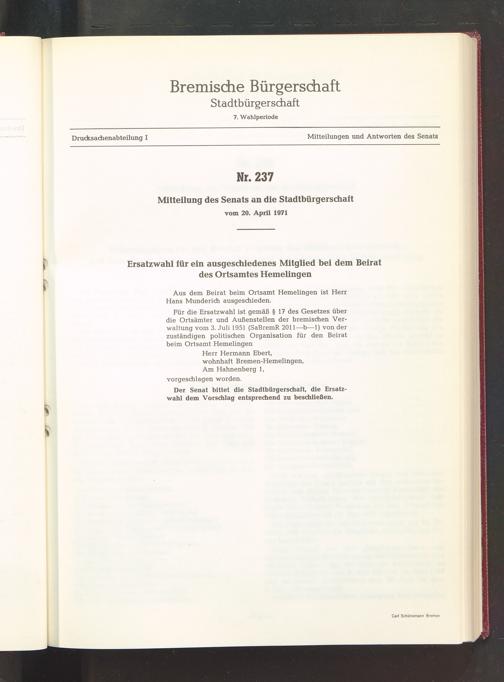 Bremische Bürgerschaft
Stadtbürgerschaft
7. Wahlperiode
Drucksachenabteilung I
Mitteilungen und Antworten des Senats
Nr. 237
Mitteilung des Senats an die Stadtbürgerschaft
vom 20. April 1971
Ersatzwahl für ein ausgeschiedenes Mitglied bei dem Beirat
des Ortsamtes Hemelingen
Aus dem Beirat beim Ortsamt Hemelingen ist Herr
Hans Munderich ausgeschieden.
Für die Ersatzwahl ist gemäß § 17 des Gesetzes über
die Ortsämter und Außenstellen der bremischen Ver-
waltung vom 3. Juli 1951 (SaBremR 2011—b—1) von der
zuständigen politischen Organisation für den Beirat
beim Ortsamt Hemelingen
Herr Hermann Ebert,
wohnhaft Bremen-Hemelingen,
Am Hahnenberg 1,
vorgeschlagen worden.
Der Senat bittet die Stadtbürgerschaft, die Ersatz-
wahl dem Vorschlag entsprechend zu beschließen.
Carl Schünemann Bremen